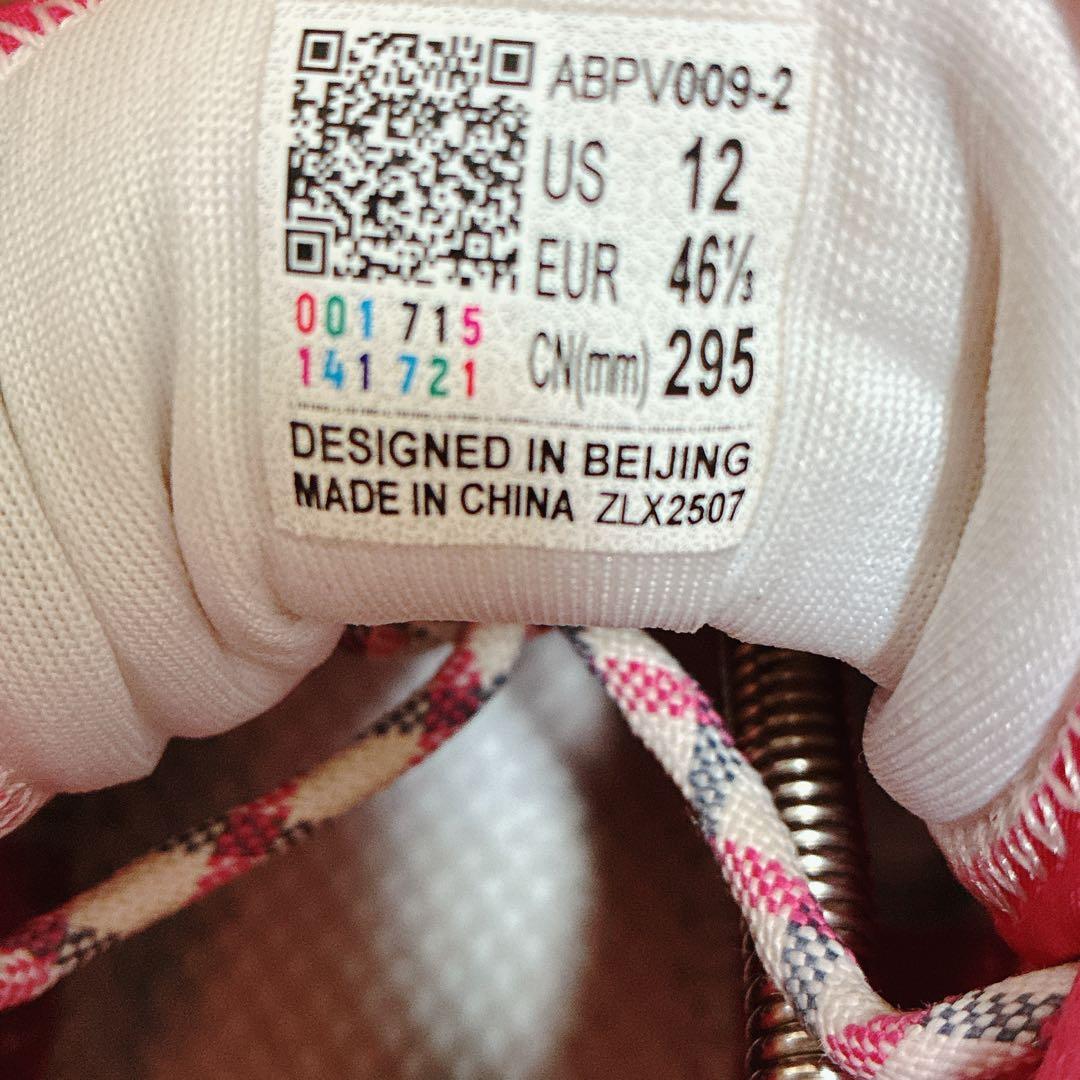 ABPV009-2
US 12
EUR 46⅓
CN(mm) 295
001 715
141 721
DESIGNED IN BEIJING
MADE IN CHINA ZLX2507